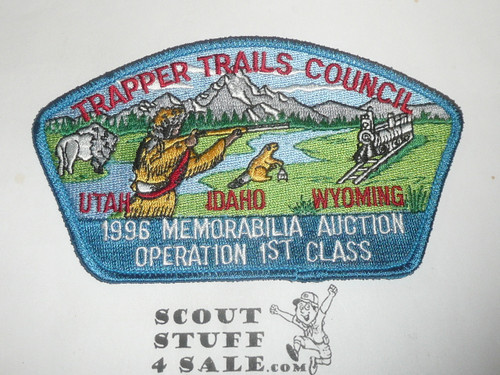 TRAPPER TRAILS COUNCIL
UTAH IDAHO WYOMING
1996 MEMORABILIA AUCTION
OPERATION 1ST CLASS
SCOUT
STUFF
4 SALE.com